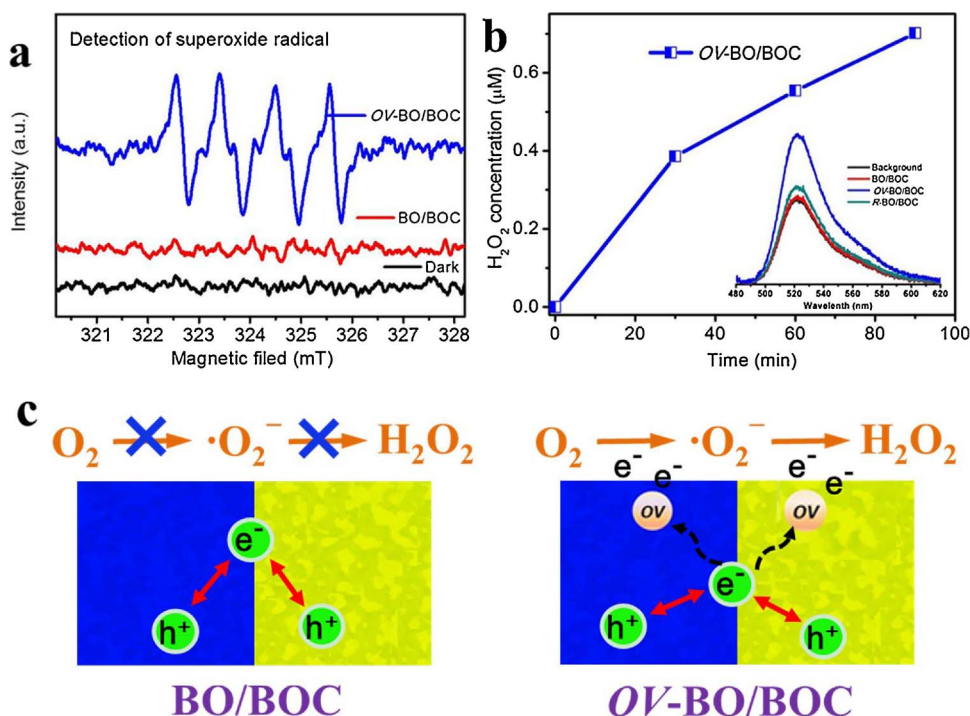 a
Detection of superoxide radical
OV-BO/BOC
BO/BOC
Dark
Intensity (a.u.)
321 322 323 324 325 326 327 328
Magnetic filed (mT)
b
OV-BO/BOC
H₂O₂ concentration (μM)
0.6
0.4
0.2
0.0
0 20 40 60 80 100
Time (min)
Background
BO/BOC
OV-BO/BOC
R-BO/BOC
480 500 520 540 560 580 600 620
Wavelenth (nm)
c
O₂ ·O₂⁻ H₂O₂
e⁻
h⁺ h⁺
BO/BOC
O₂ ·O₂⁻ H₂O₂
e⁻ e⁻ e⁻ e⁻
OV OV
e⁻
h⁺ h⁺
OV-BO/BOC